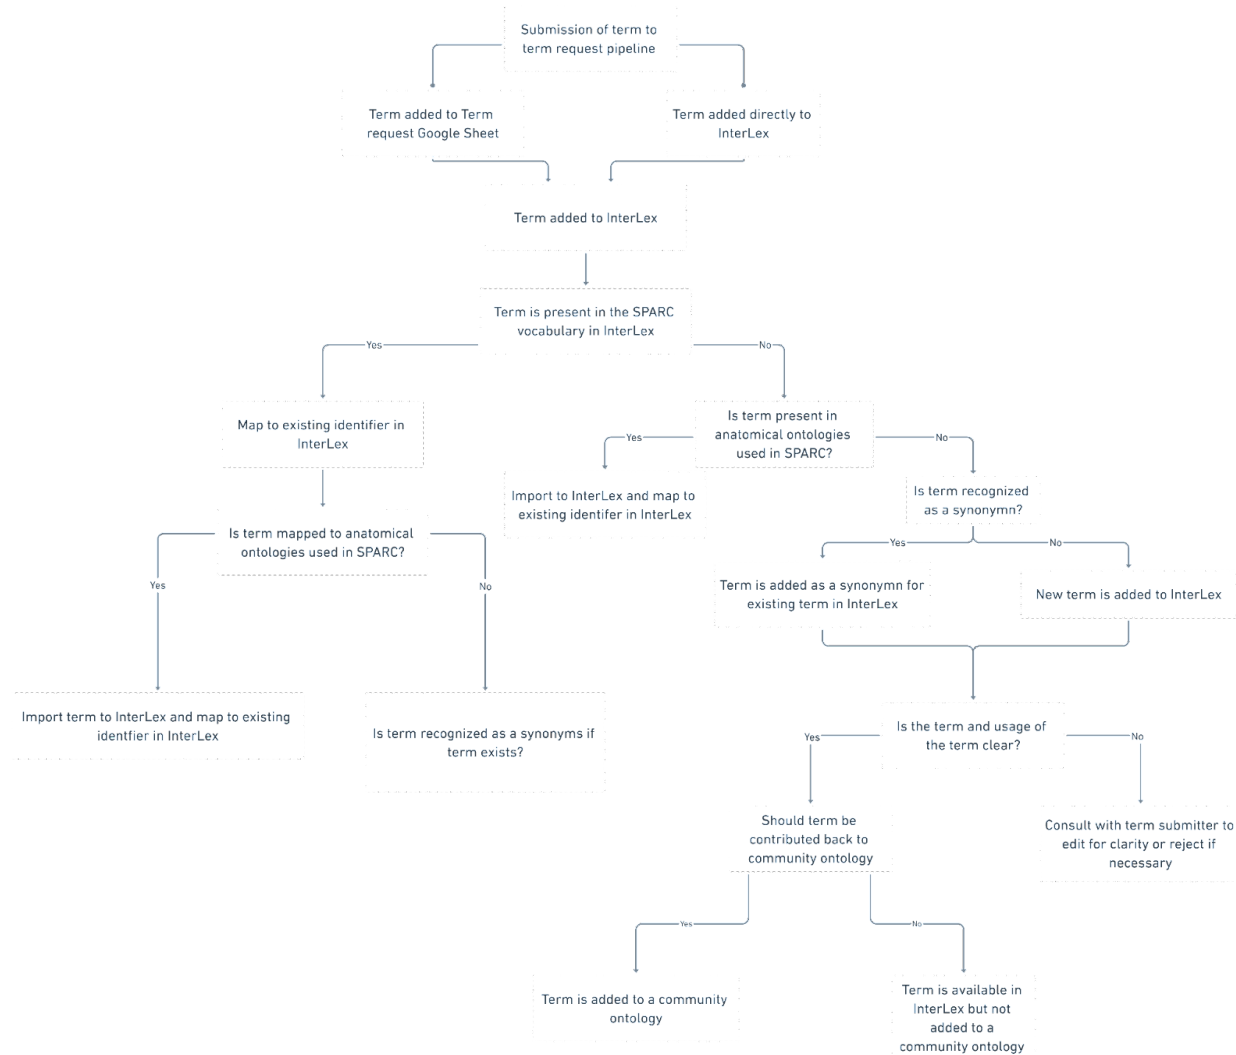 Submission of term to
term request pipeline
Term added to Term
request Google Sheet
Term added directly to
InterLex
Term added to InterLex
Term is present in the SPARC
vocabulary in InterLex
Yes
No
Map to existing identifier in
InterLex
Is term present in
anatomical ontologies
used in SPARC?
Yes
No
Import to InterLex and map to
existing identifer in InterLex
Is term recognized
as a synonymn?
Is term mapped to anatomical
ontologies used in SPARC?
Yes
No
Yes
No
Term is added as a synonymn for
existing term in InterLex
New term is added to InterLex
Import term to InterLex and map to existing
identfier in InterLex
Is term recognized as a synonyms if
term exists?
Is the term and usage of
the term clear?
Yes
No
Should term be
contributed back to
community ontology
Consult with term submitter to
edit for clarity or reject if
necessary
Yes
No
Term is added to a community
ontology
Term is available in
InterLex but not
added to a
community ontology